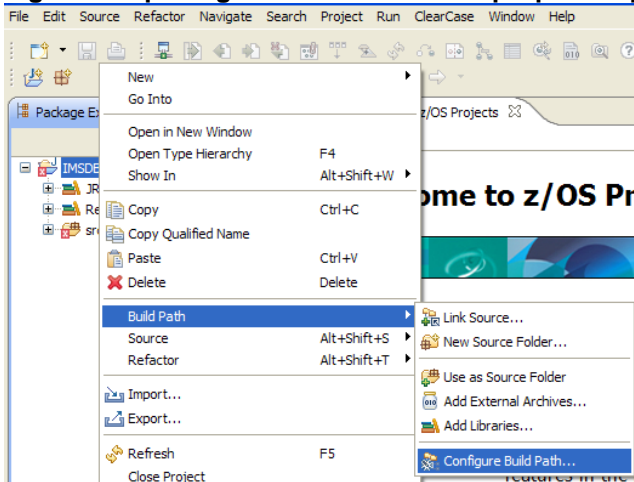 File Edit Source Refactor Navigate Search Project Run ClearCase Window Help
Package Ex
z/OS Projects
IMSDE
JR
Re
sr
ome to z/OS Pr
New
Go Into
Open in New Window
Open Type Hierarchy F4
Show In Alt+Shift+W
Copy Ctrl+C
Copy Qualified Name
Paste Ctrl+V
Delete Delete
Build Path
Source Alt+Shift+S
Refactor Alt+Shift+T
Import...
Export...
Refresh F5
Close Project
Link Source...
New Source Folder...
Use as Source Folder
Add External Archives...
Add Libraries...
Configure Build Path...
features in the